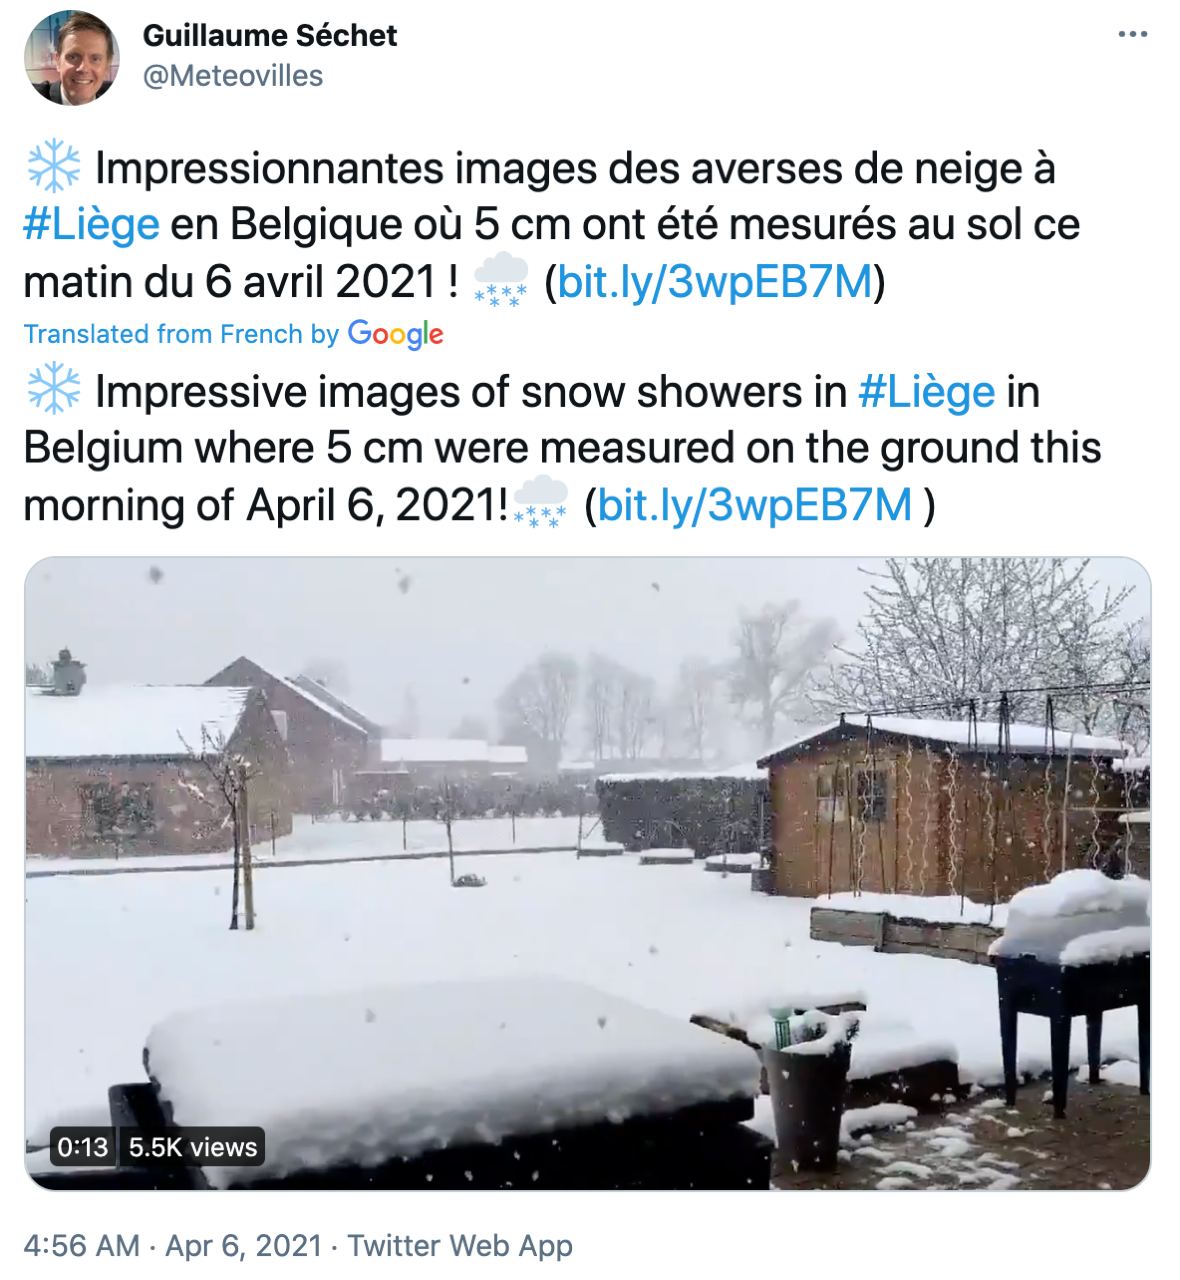 Guillaume Séchet
@Meteovilles
Impressionnantes images des averses de neige à
#Liège en Belgique où 5 cm ont été mesurés au sol ce
matin du 6 avril 2021 ! (bit.ly/3wpEB7M)
Translated from French by Google
Impressive images of snow showers in #Liège in
Belgium where 5 cm were measured on the ground this
morning of April 6, 2021! (bit.ly/3wpEB7M )
0:13 5.5K views
4:56 AM · Apr 6, 2021 · Twitter Web App